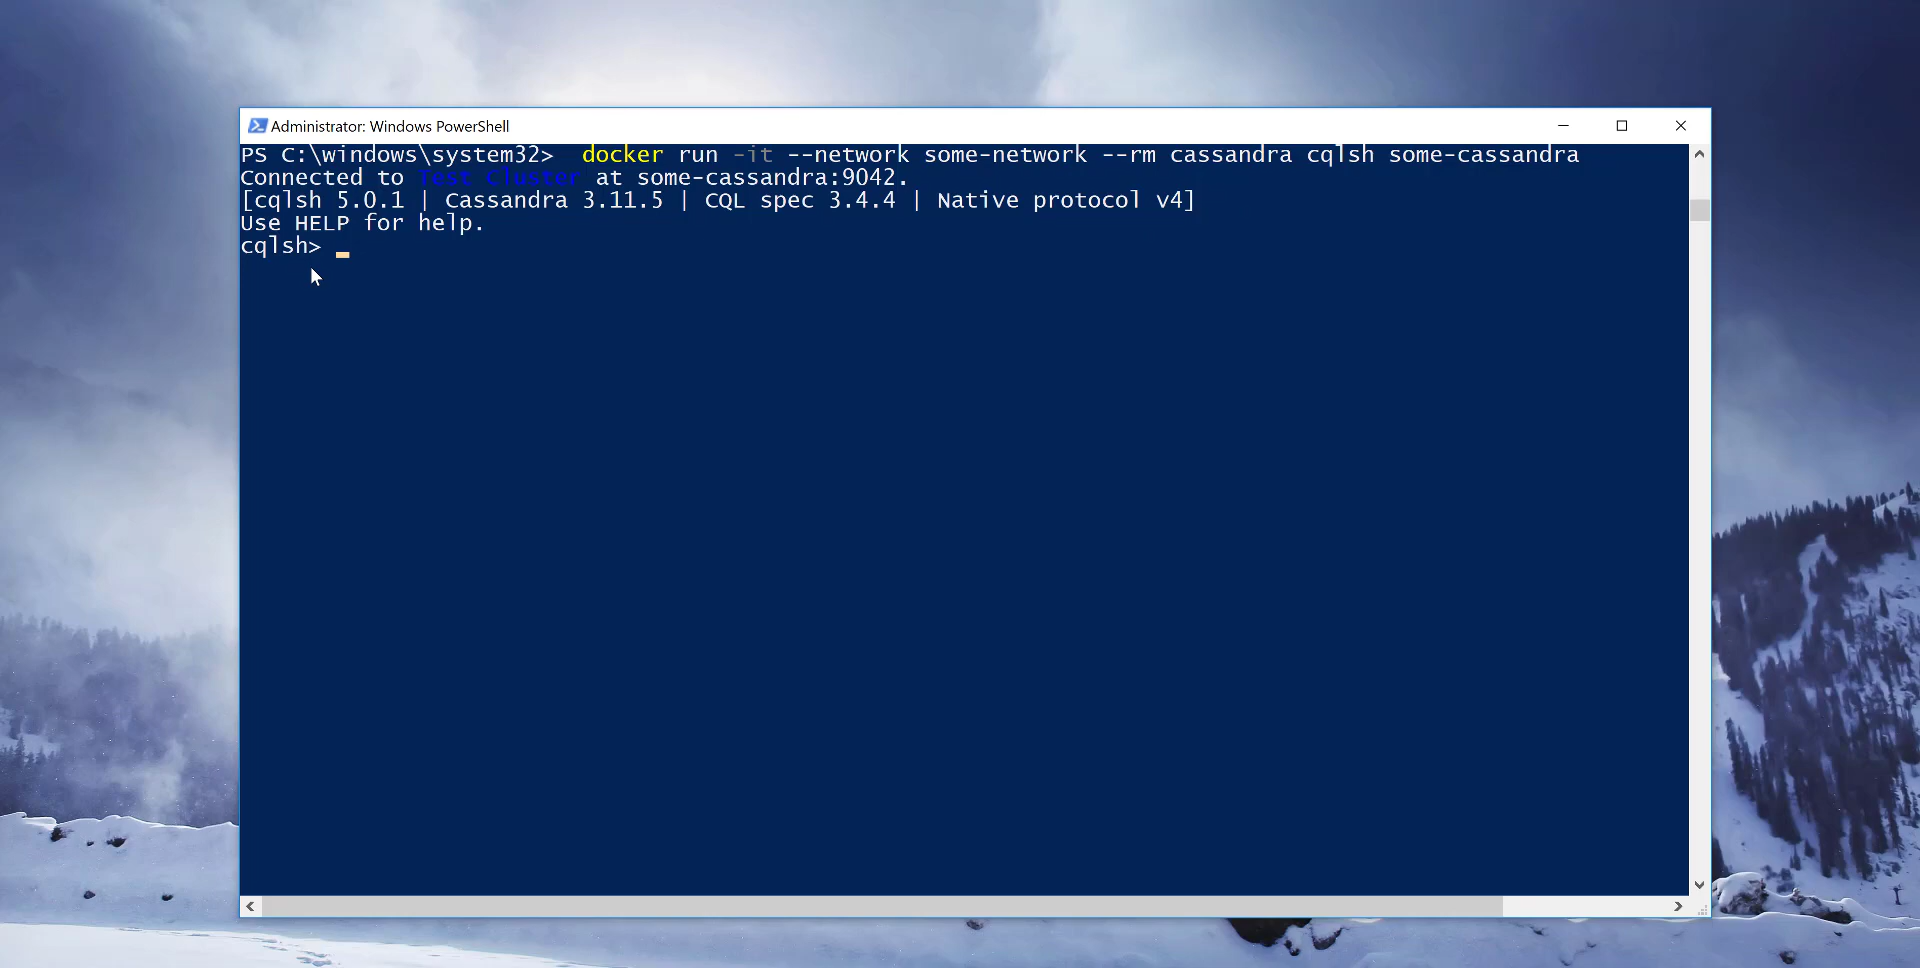 Administrator: Windows PowerShell
PS C:\windows\system32>  docker run -it --network some-network --rm cassandra cqlsh some-cassandra
Connected to Test Cluster at some-cassandra:9042.
[cqlsh 5.0.1 | Cassandra 3.11.5 | CQL spec 3.4.4 | Native protocol v4]
Use HELP for help.
cqlsh>